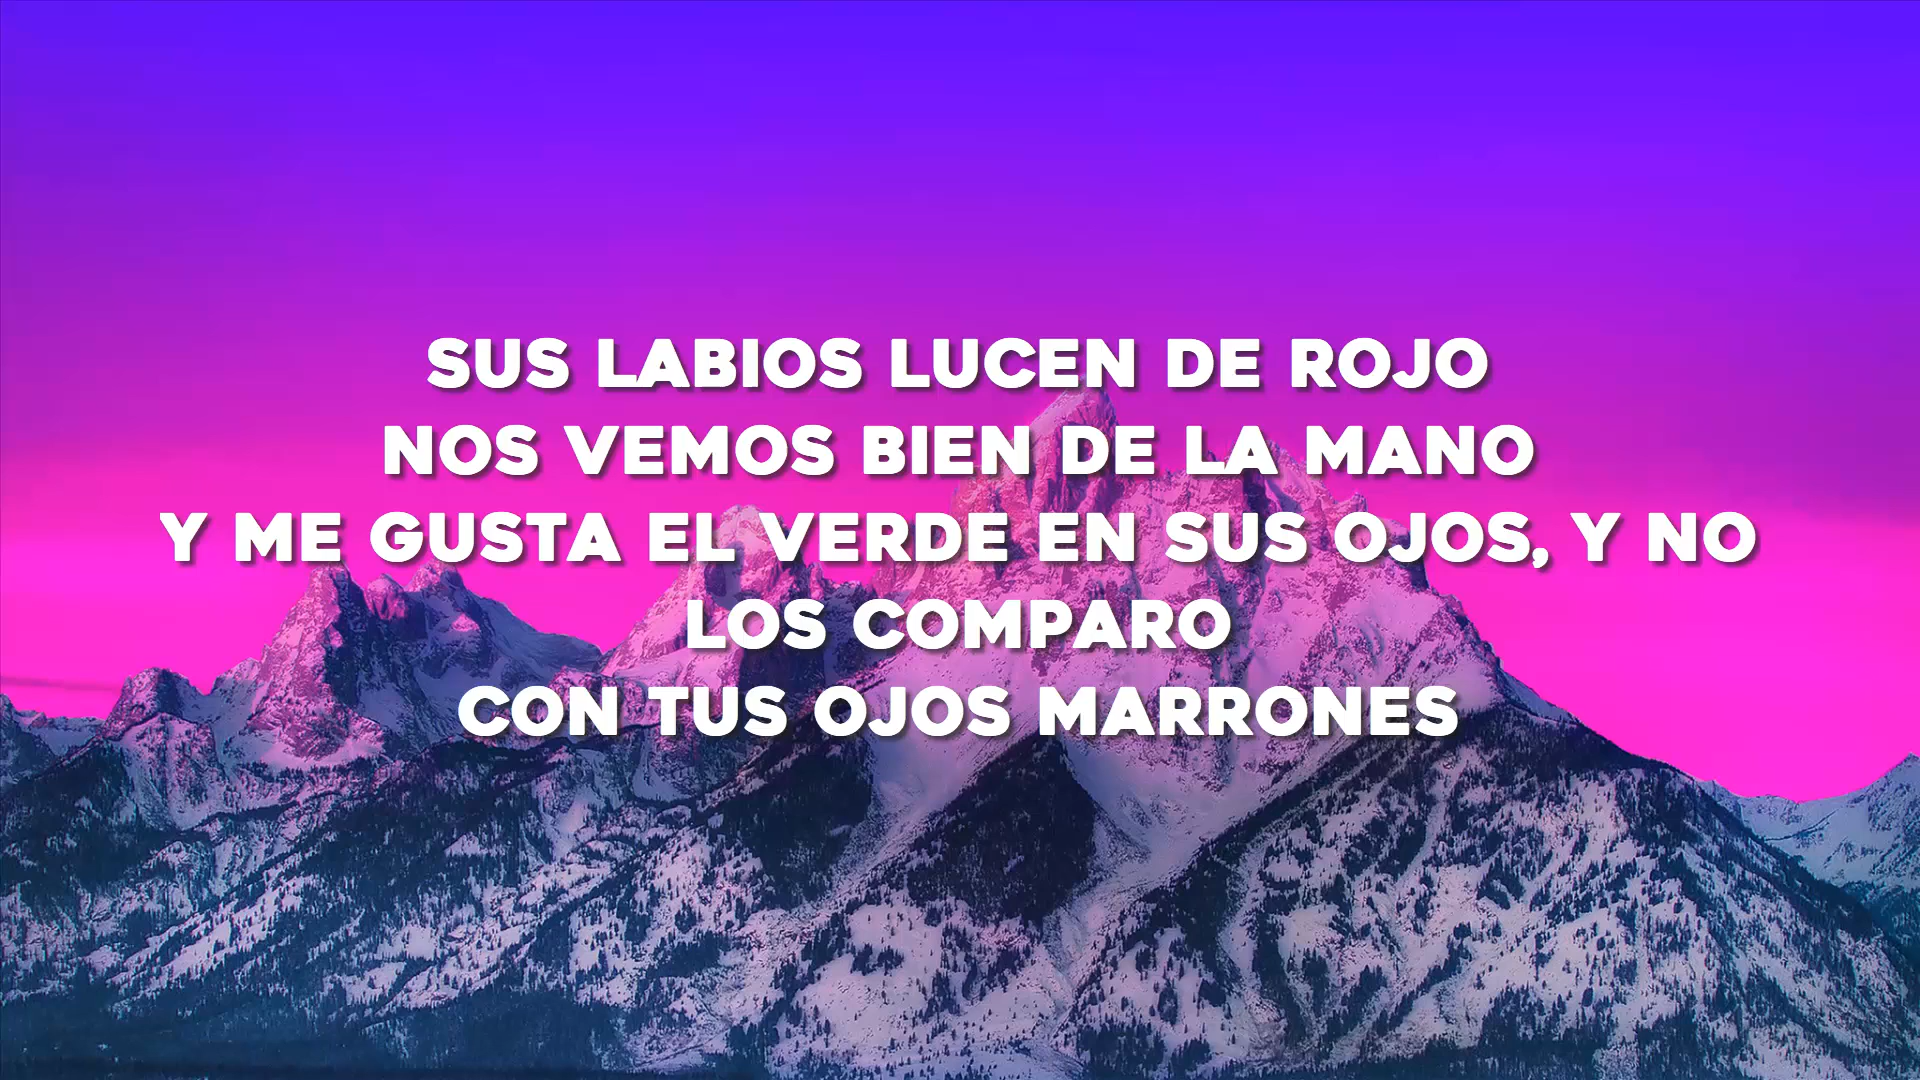 SUS LABIOS LUCEN DE ROJO
NOS VEMOS BIEN DE LA MANO
Y ME GUSTA EL VERDE EN SUS OJOS, Y NO
LOS COMPARO
CON TUS OJOS MARRONES